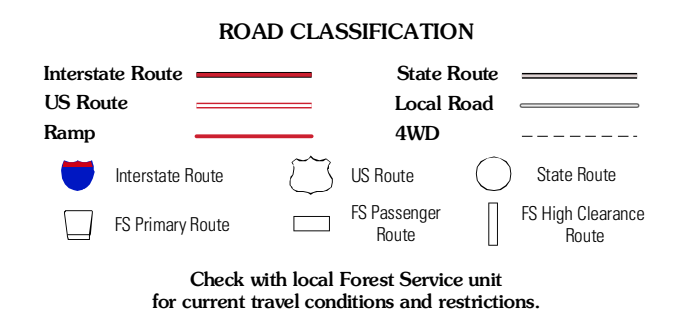 ROAD CLASSIFICATION
Interstate Route
State Route
US Route
Local Road
Ramp
4WD
Interstate Route
US Route
State Route
FS Primary Route
FS Passenger
Route
FS High Clearance
Route
Check with local Forest Service unit
for current travel conditions and restrictions.